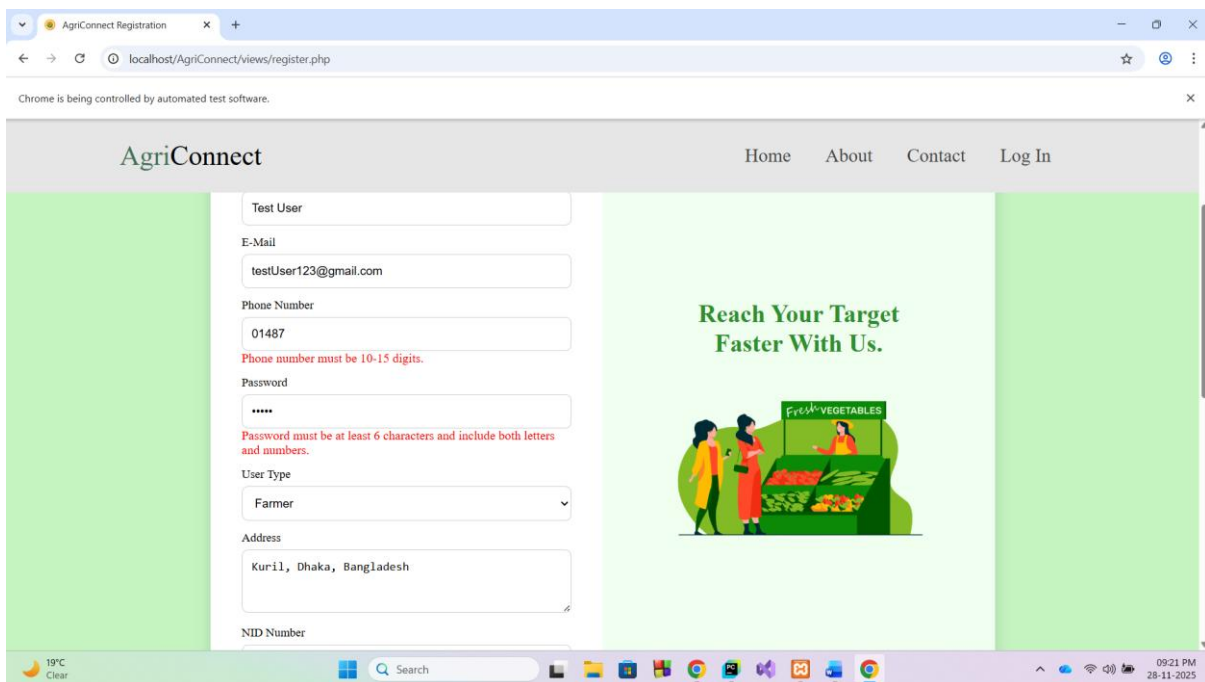 AgriConnect Registration
localhost/AgriConnect/views/register.php
Chrome is being controlled by automated test software.
AgriConnect Home About Contact Log In
Test User
E-Mail
testUser123@gmail.com
Phone Number
01487
Phone number must be 10-15 digits.
Password
•••••
Password must be at least 6 characters and include both letters
and numbers.
User Type
Farmer
Address
Kuril, Dhaka, Bangladesh
NID Number
Reach Your Target
Faster With Us.
Fresh VEGETABLES
19°C
Clear
Search
PC
09:21 PM
28-11-2025